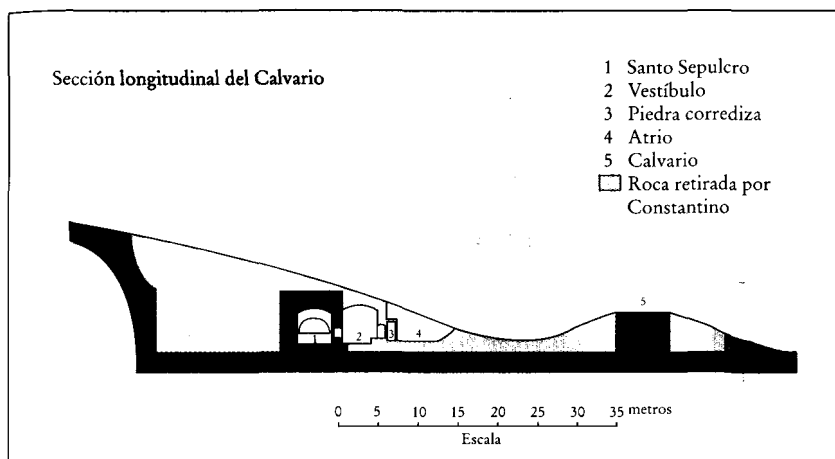 Sección longitudinal del Calvario
1 Santo Sepulcro
2 Vestíbulo
3 Piedra corrediza
4 Atrio
5 Calvario
Roca retirada por
Constantino
5
1
2
3
4
0 5 10 15 20 25 30 35 metros
Escala